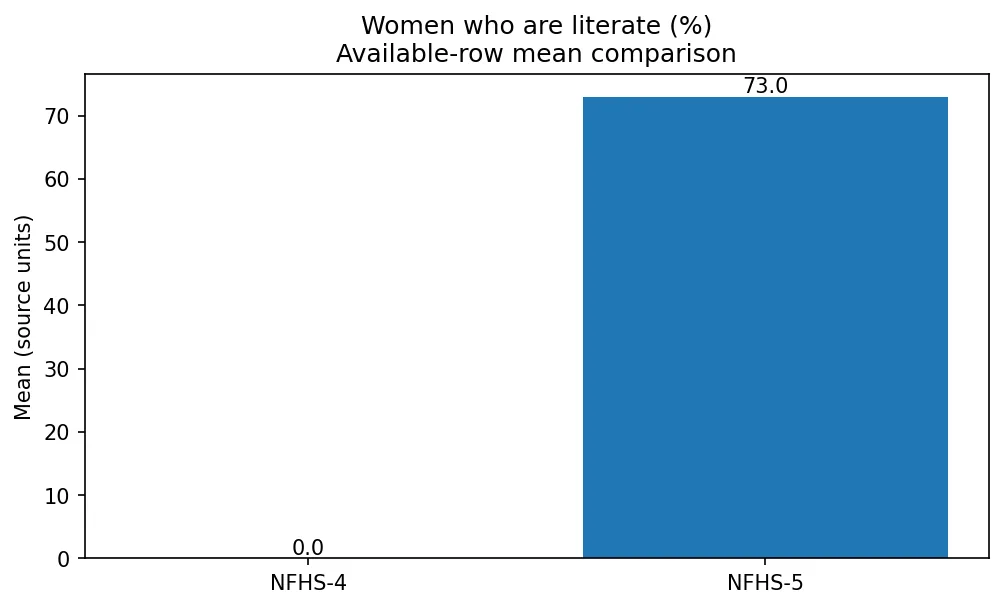 Women who are literate (%)
Available-row mean comparison
Mean (source units)
70
60
50
40
30
20
10
0
0.0
73.0
NFHS-4
NFHS-5